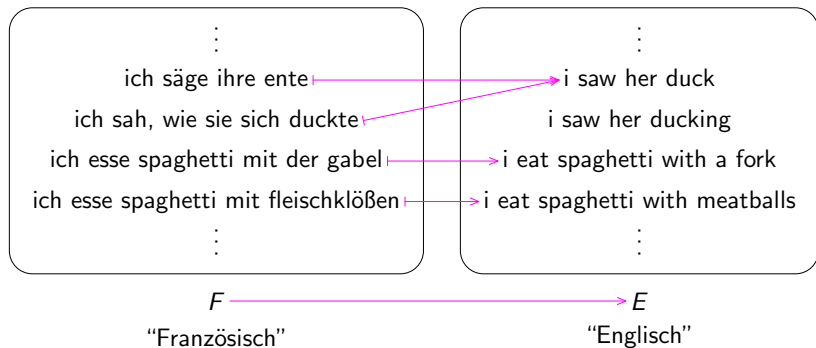 ich säge ihre ente
ich sah, wie sie sich duckte
ich esse spaghetti mit der gabel
ich esse spaghetti mit fleischklößen
i saw her duck
i saw her ducking
i eat spaghetti with a fork
i eat spaghetti with meatballs
F
E
“Französisch”
“Englisch”